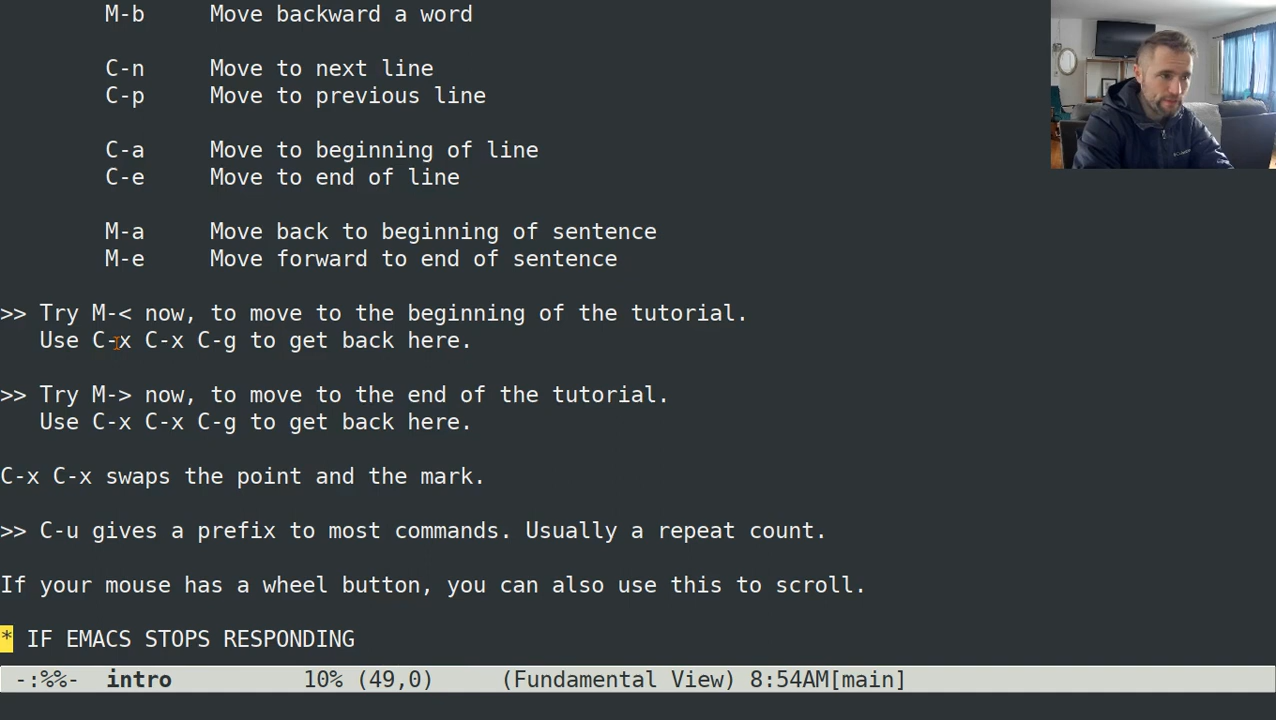 M-b Move backward a word
C-n Move to next line
C-p Move to previous line
C-a Move to beginning of line
C-e Move to end of line
M-a Move back to beginning of sentence
M-e Move forward to end of sentence
>> Try M-< now, to move to the beginning of the tutorial.
Use C-x C-x C-g to get back here.
>> Try M-> now, to move to the end of the tutorial.
Use C-x C-x C-g to get back here.
C-x C-x swaps the point and the mark.
>> C-u gives a prefix to most commands. Usually a repeat count.
If your mouse has a wheel button, you can also use this to scroll.
* IF EMACS STOPS RESPONDING
-:%%- intro 10% (49,0) (Fundamental View) 8:54AM[main]